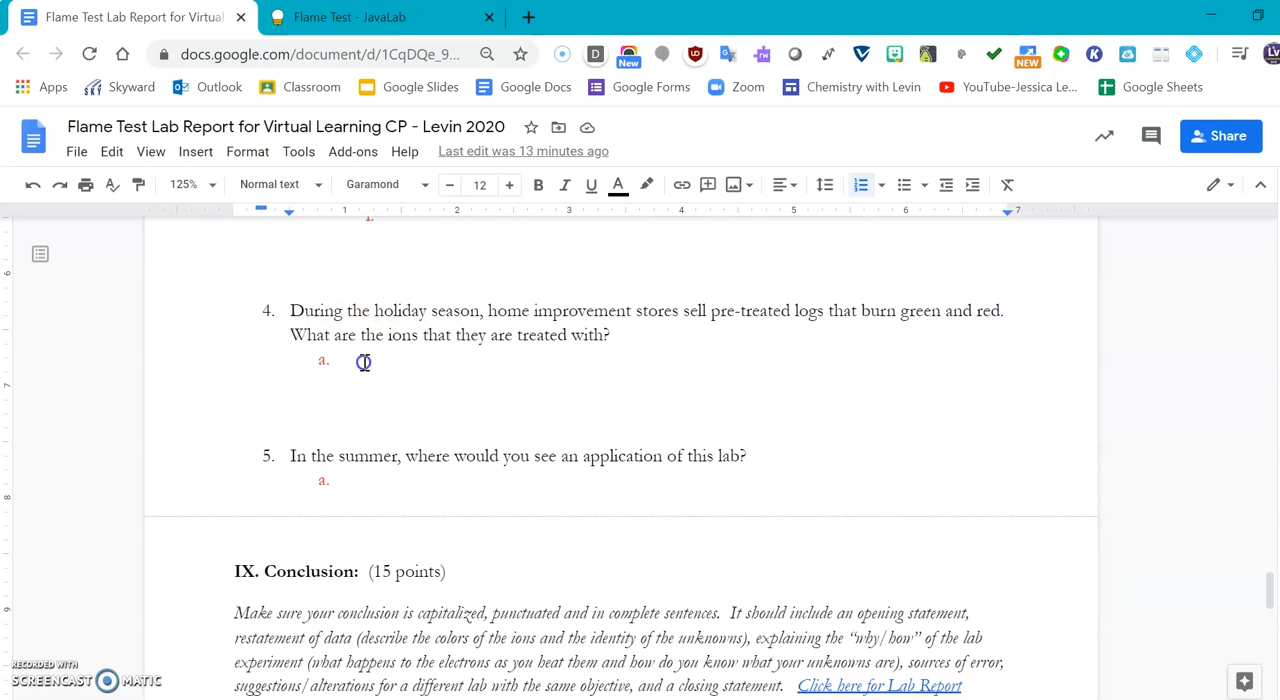 Flame Test Lab Report for Virtual
Flame Test - JavaLab
docs.google.com/document/d/1CqDQe_9...
New
NEW
Lv
Apps Skyward Outlook Classroom Google Slides Google Docs Google Forms Zoom Chemistry with Levin YouTube-Jessica Le... Google Sheets
Flame Test Lab Report for Virtual Learning CP - Levin 2020
Share
File Edit View Insert Format Tools Add-ons Help Last edit was 13 minutes ago
125% Normal text Garamond 12 B I U A
1 2 3 4 5 6 7
4. During the holiday season, home improvement stores sell pre-treated logs that burn green and red.
What are the ions that they are treated with?
a.
5. In the summer, where would you see an application of this lab?
a.
IX. Conclusion: (15 points)
Make sure your conclusion is capitalized, punctuated and in complete sentences. It should include an opening statement,
restatement of data (describe the colors of the ions and the identity of the unknowns), explaining the “why/how” of the lab
experiment (what happens to the electrons as you heat them and how do you know what your unknowns are), sources of error,
suggestions/alterations for a different lab with the same objective, and a closing statement. Click here for Lab Report
RECORDED WITH
SCREENCAST MATIC